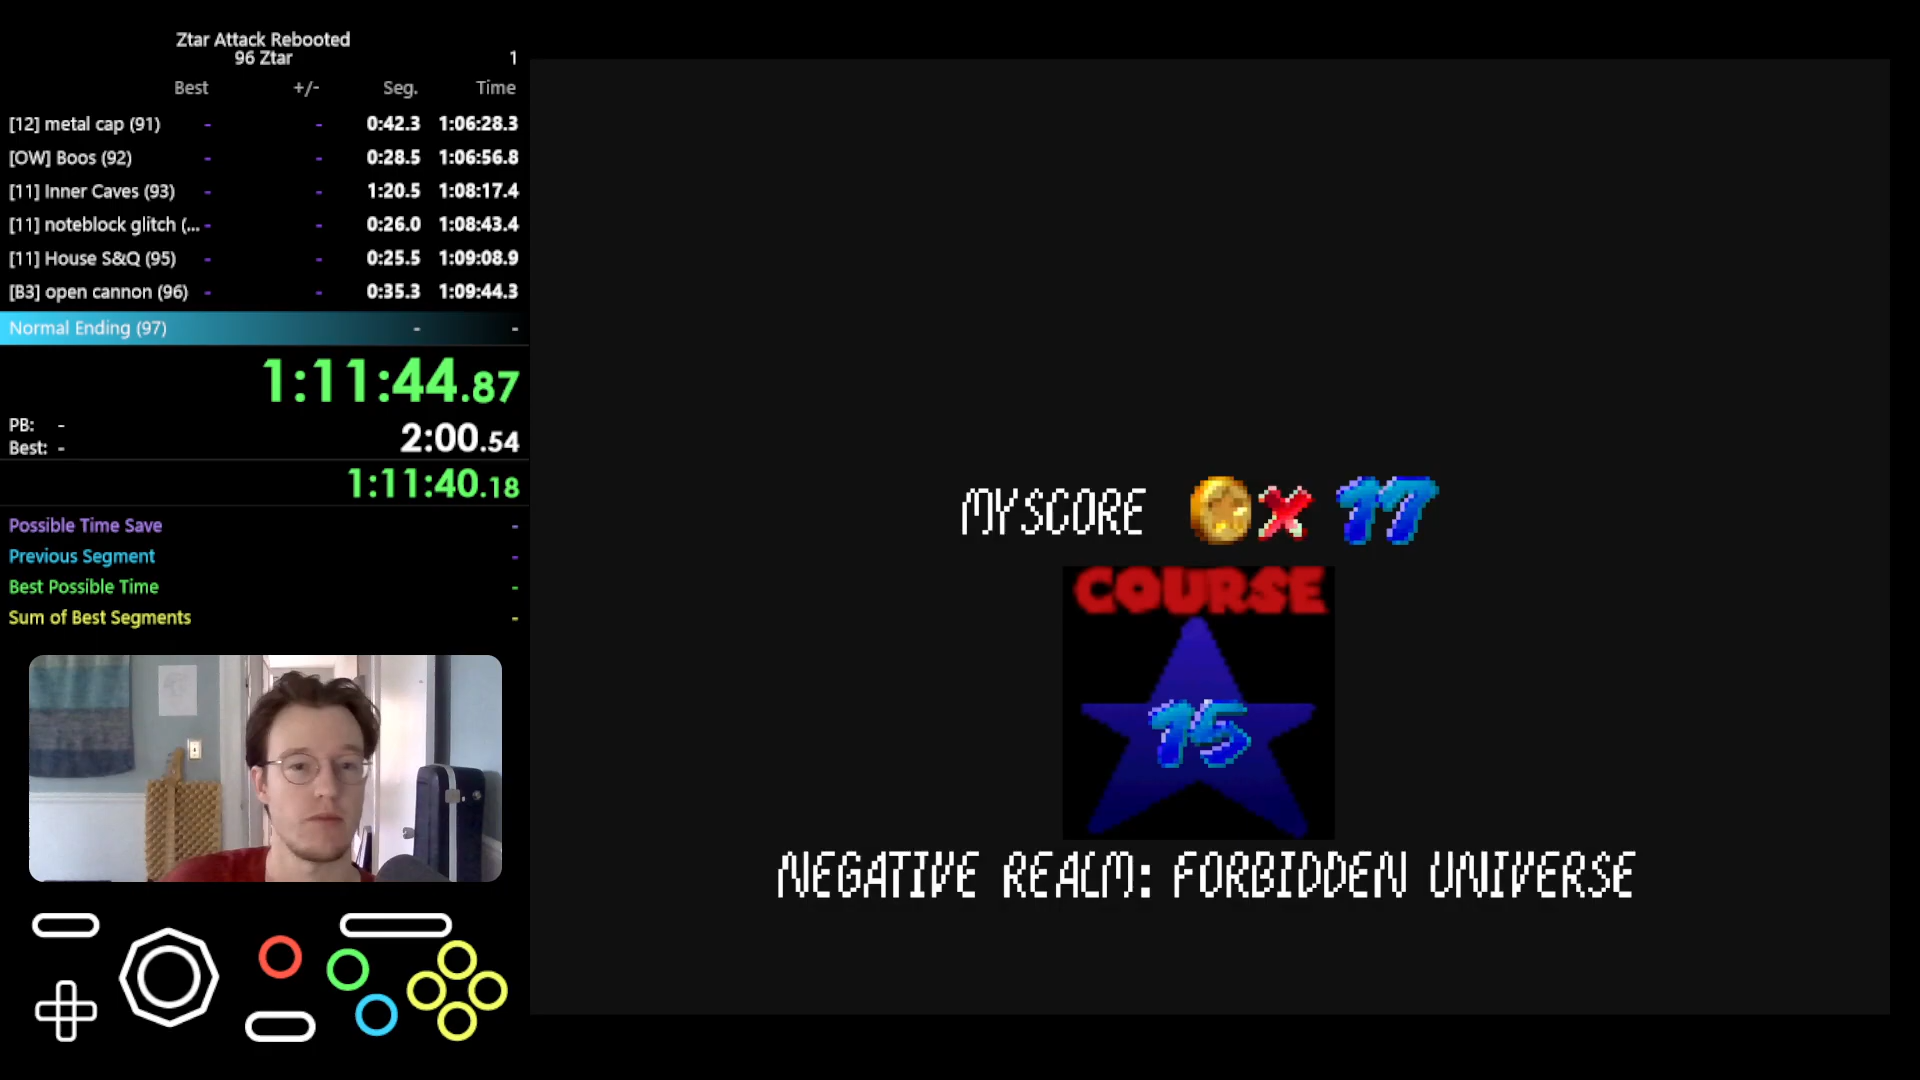 Ztar Attack Rebooted
96 Ztar
1
Best +/- Seg. Time
[12] metal cap (91) - - 0:42.3 1:06:28.3
[OW] Boos (92) - - 0:28.5 1:06:56.8
[11] Inner Caves (93) - - 1:20.5 1:08:17.4
[11] noteblock glitch (... - - 0:26.0 1:08:43.4
[11] House S&Q (95) - - 0:25.5 1:09:08.9
[B3] open cannon (96) - - 0:35.3 1:09:44.3
Normal Ending (97) - -
1:11:44.87
PB: -
Best: -
2:00.54
1:11:40.18
Possible Time Save -
Previous Segment -
Best Possible Time -
Sum of Best Segments -
MY SCORE × 17
COURSE
15
NEGATIVE REALM: FORBIDDEN UNIVERSE